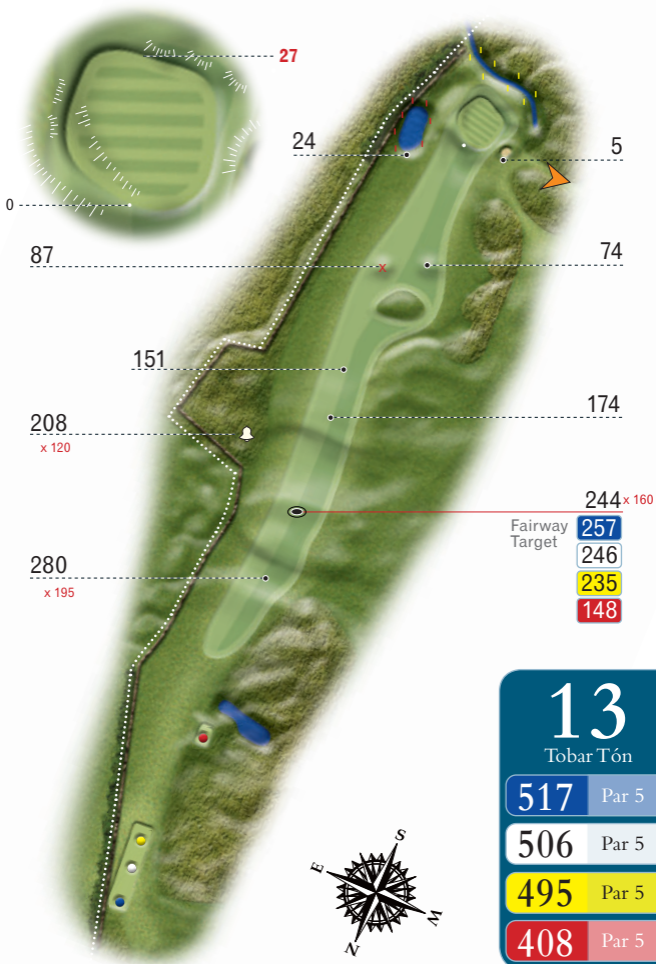 27
24
5
0
87
x
74
151
174
208
x 120
244 x 160
Fairway
Target
257
246
235
148
280
x 195
13
Tobar Tón
517 Par 5
506 Par 5
495 Par 5
408 Par 5
S
E
M
N